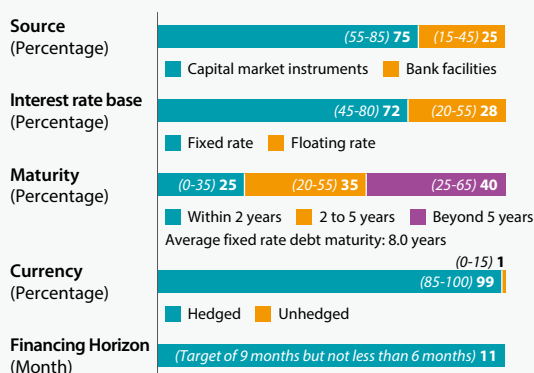 Source
(Percentage)
(55-85) 75 (15-45) 25
Capital market instruments Bank facilities
Interest rate base
(Percentage)
(45-80) 72 (20-55) 28
Fixed rate Floating rate
Maturity
(Percentage)
(0-35) 25 (20-55) 35 (25-65) 40
Within 2 years 2 to 5 years Beyond 5 years
Average fixed rate debt maturity: 8.0 years
Currency
(Percentage)
(0-15) 1
(85-100) 99
Hedged Unhedged
Financing Horizon
(Month)
(Target of 9 months but not less than 6 months) 11